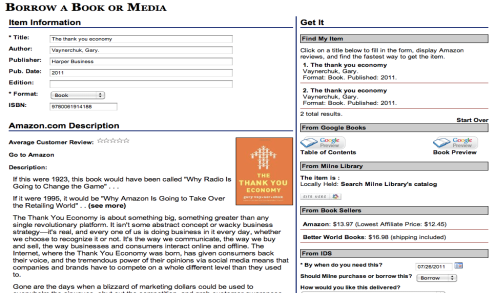 BORROW A BOOK OR MEDIA
Item Information
* Title: The thank you economy
Author: Vaynerchuk, Gary.
Publisher: Harper Business
Pub. Date: 2011
Edition:
* Format: Book
ISBN: 9780061914188
Amazon.com Description
Average Customer Review:
Go to Amazon
Description:
If this were 1923, this book would have been called "Why Radio Is
Going to Change the Game" . . .
If it were 1995, it would be "Why Amazon Is Going to Take Over
the Retailing World" . . (see more)
THE
THANK YOU
ECONOMY
The Thank You Economy is about something big, something greater than any
single revolutionary platform. It isn't some abstract concept or wacky business
strategy—it's real, and every one of us is doing business in it every day, whether
we choose to recognize it or not. It's the way we communicate, the way we buy
and sell, the way businesses and consumers interact online and offline. The
Internet, where the Thank You Economy was born, has given consumers back
their voice, and the tremendous power of their opinions via social media means that
companies and brands have to compete on a whole different level than they used
to.
Gone are the days when a blizzard of marketing dollars could be used to
Get It
Find My Item
Click on a title below to fill in the form, display Amazon
reviews, and find the fastest way to get the item.
1. The thank you economy
Vaynerchuk, Gary.
Format: Book. Published: 2011.
2. The thank you economy
Vaynerchuk, Gary.
Format: Book. Published: 2011.
2 total results.
Start Over
From Google Books
Google Preview
Google Preview
Table of Contents
Book Preview
From Milne Library
The item is :
Locally Held: Search Milne Library's catalog
From Book Sellers
Amazon: $13.97 (Lowest Affiliate Price: $12.45)
Better World Books: $16.98 (shipping included)
From IDS
* By when do you need this? 07/26/2011
Should Milne purchase or borrow this? Borrow
How would you like this delivered?